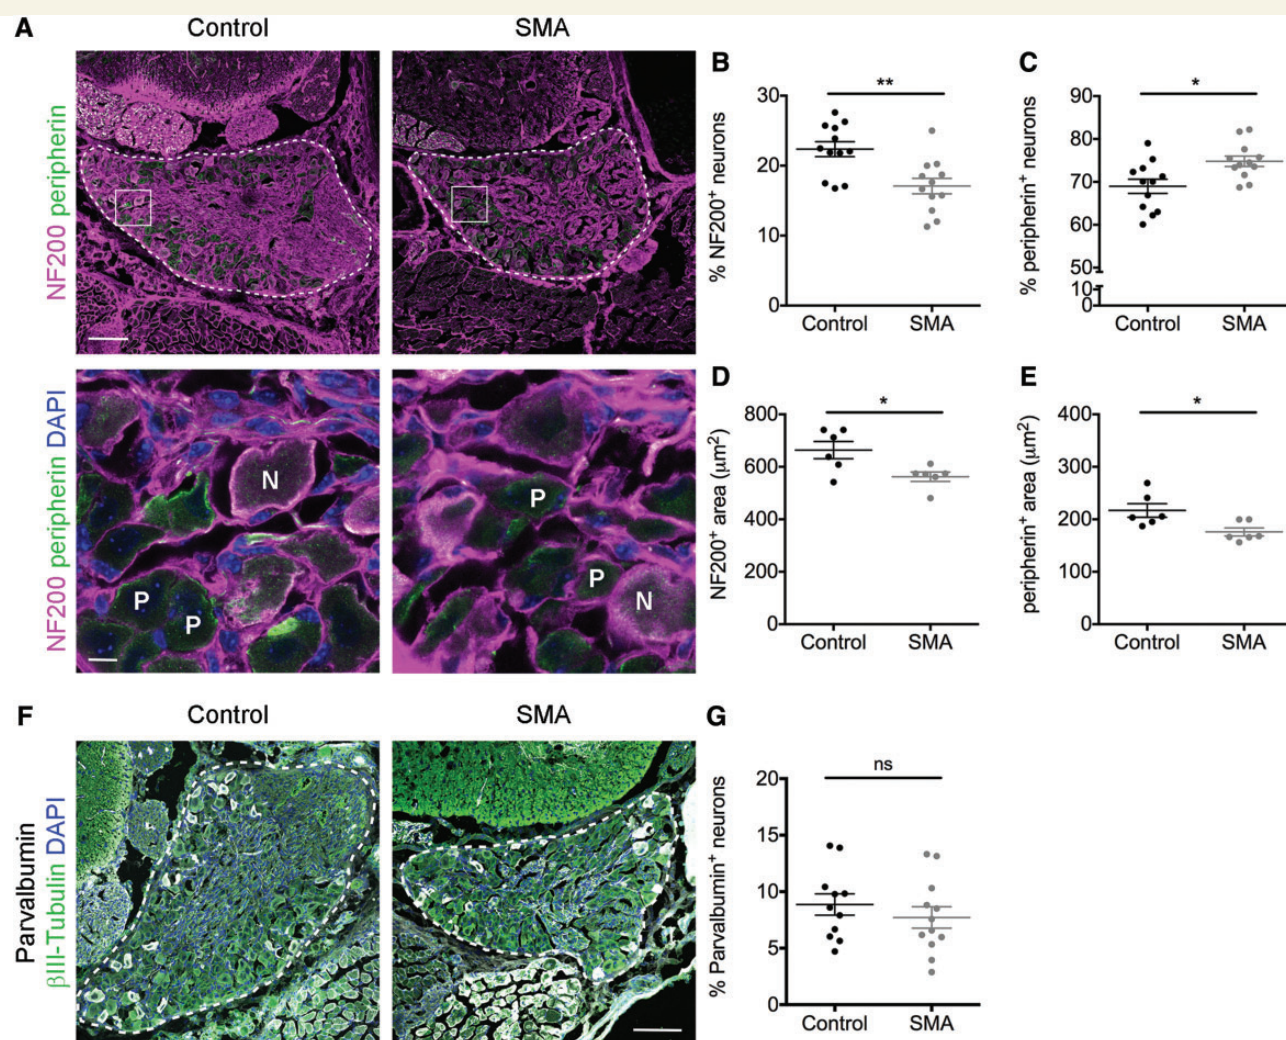 A
Control
SMA
NF200 peripherin
NF200 peripherin DAPI
N
P
P
P
P
N
B
**
% NF200⁺ neurons
30
20
10
0
Control
SMA
C
*
% peripherin⁺ neurons
90
80
70
60
50
10
0
Control
SMA
D
*
NF200⁺ area (μm²)
800
600
400
200
0
Control
SMA
E
*
peripherin⁺ area (μm²)
400
300
200
100
0
Control
SMA
F
Control
SMA
Parvalbumin
βIII-Tubulin DAPI
G
ns
% Parvalbumin⁺ neurons
20
15
10
5
0
Control
SMA